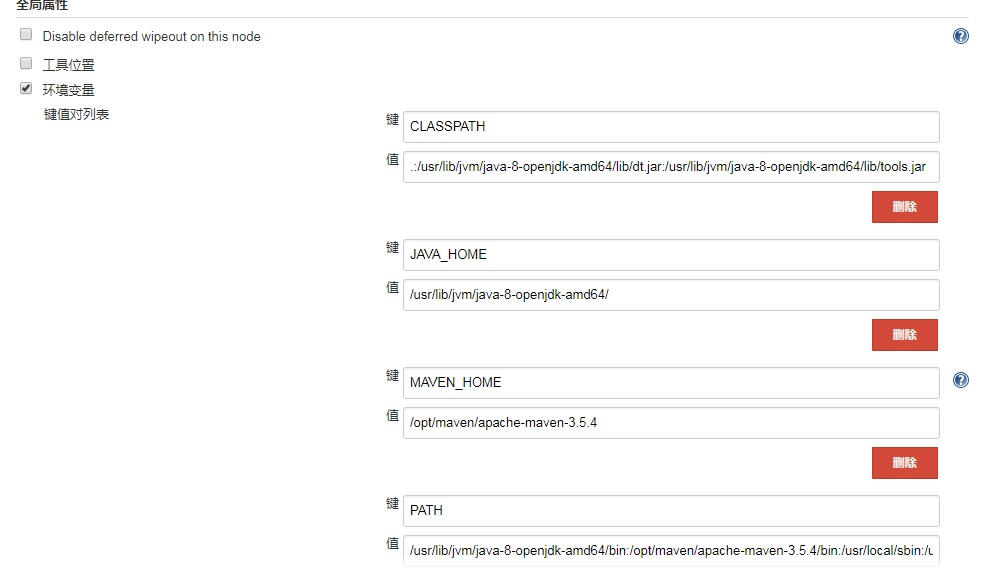 全局属性
Disable deferred wipeout on this node
工具位置
环境变量
键值对列表
键 CLASSPATH
值 .:/usr/lib/jvm/java-8-openjdk-amd64/lib/dt.jar:/usr/lib/jvm/java-8-openjdk-amd64/lib/tools.jar
删除
键 JAVA_HOME
值 /usr/lib/jvm/java-8-openjdk-amd64/
删除
键 MAVEN_HOME
值 /opt/maven/apache-maven-3.5.4
删除
键 PATH
值 /usr/lib/jvm/java-8-openjdk-amd64/bin:/opt/maven/apache-maven-3.5.4/bin:/usr/local/sbin:/u